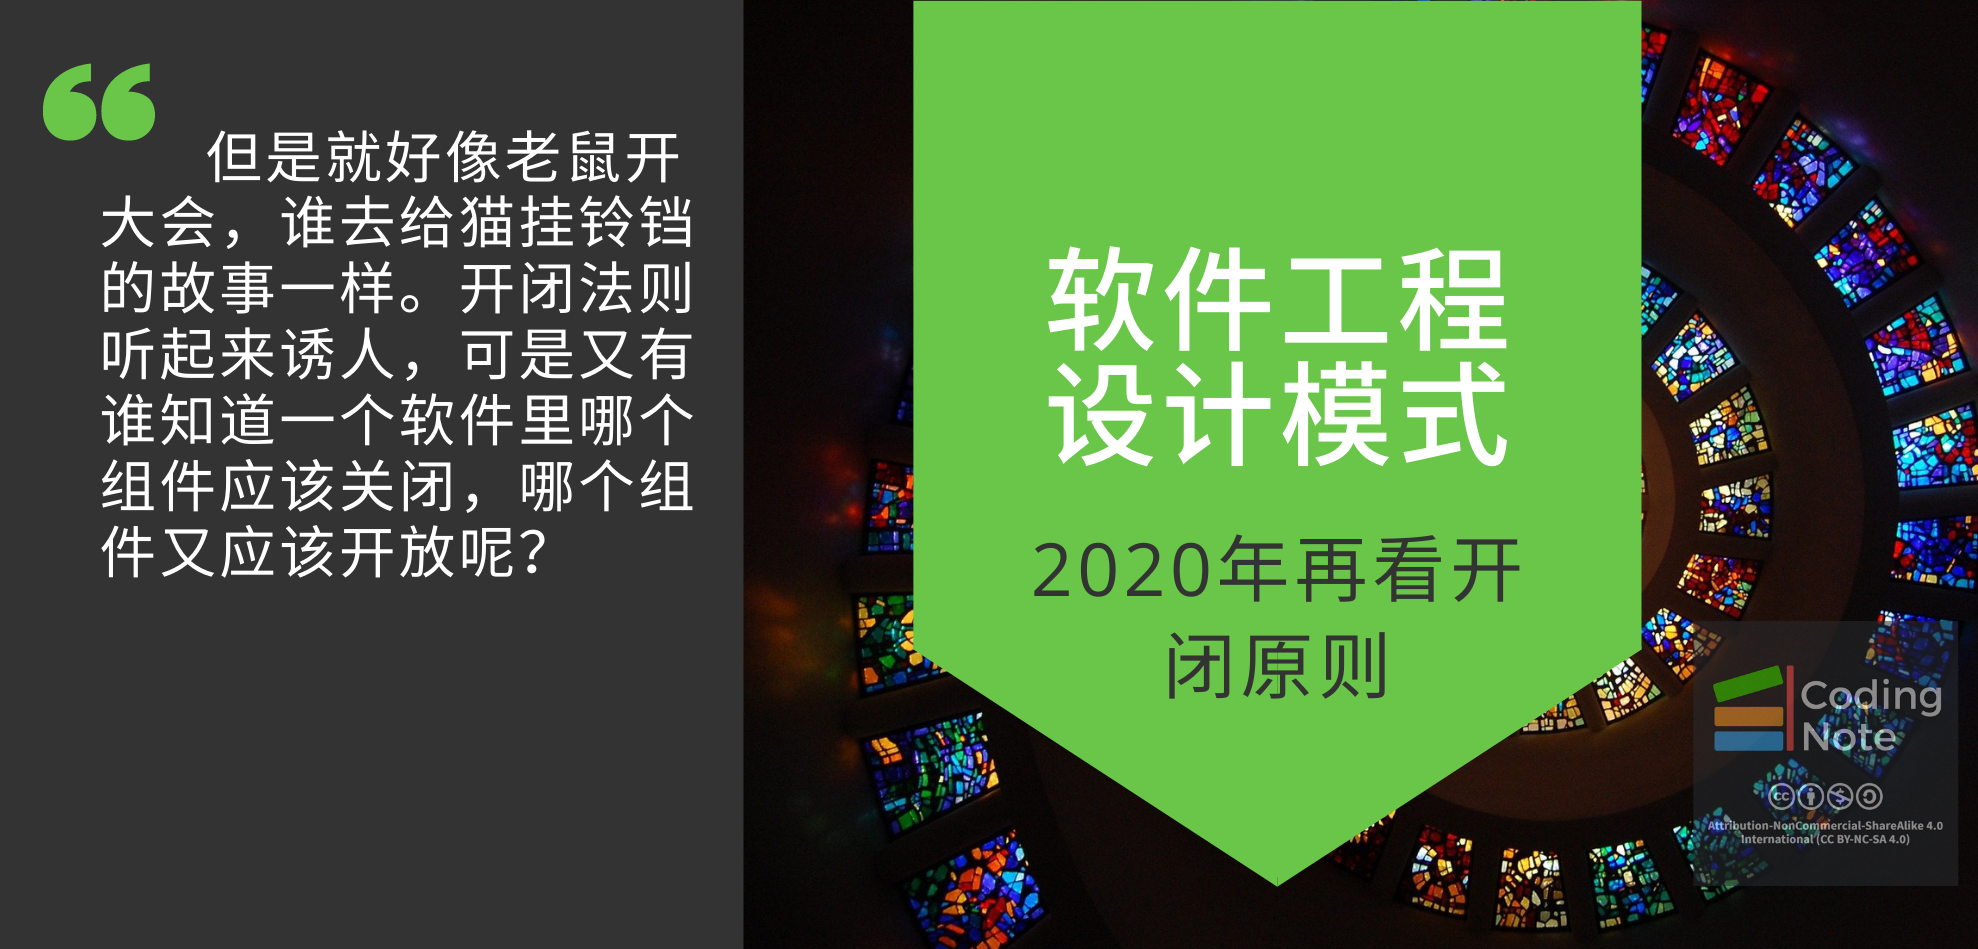 “
但是就好像老鼠开
大会，谁去给猫挂铃铛
的故事一样。开闭法则
听起来诱人，可是又有
谁知道一个软件里哪个
组件应该关闭，哪个组
件又应该开放呢？
软件工程
设计模式
2020年再看开
闭原则
Coding
Note
Attribution-NonCommercial-ShareAlike 4.0
International (CC BY-NC-SA 4.0)